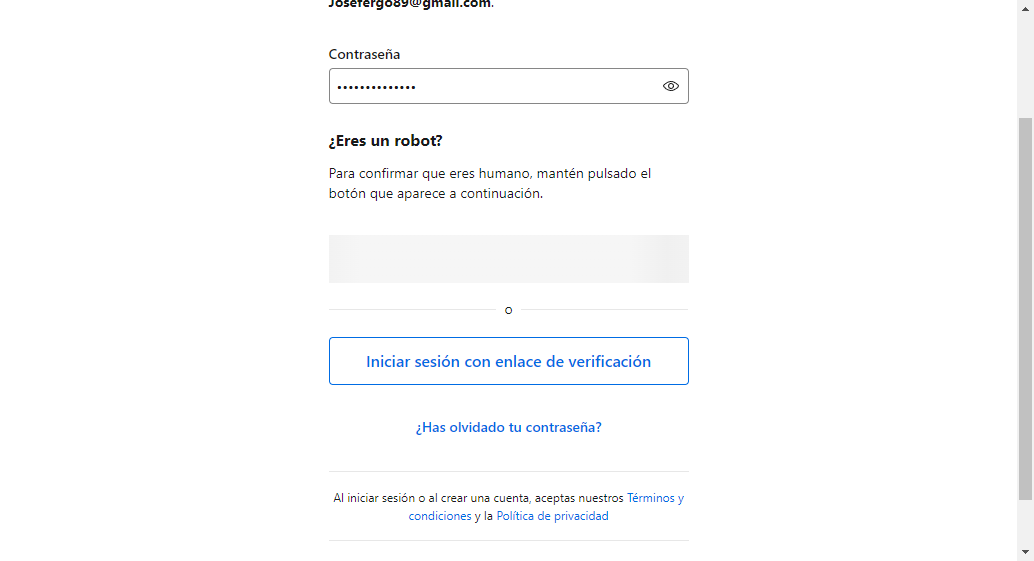 Josefergo89@gmail.com.
Contraseña
••••••••••••••
¿Eres un robot?
Para confirmar que eres humano, mantén pulsado el
botón que aparece a continuación.
o
Iniciar sesión con enlace de verificación
¿Has olvidado tu contraseña?
Al iniciar sesión o al crear una cuenta, aceptas nuestros Términos y
condiciones y la Política de privacidad